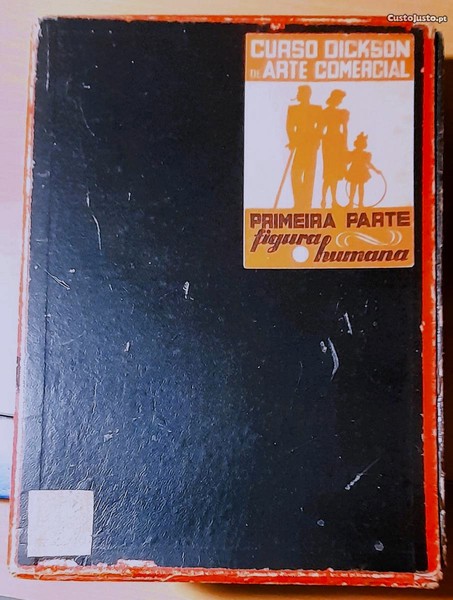 CustoJusto.pt
CURSO DICKSON
DE ARTE COMERCIAL
PRIMEIRA PARTE
figura
humana